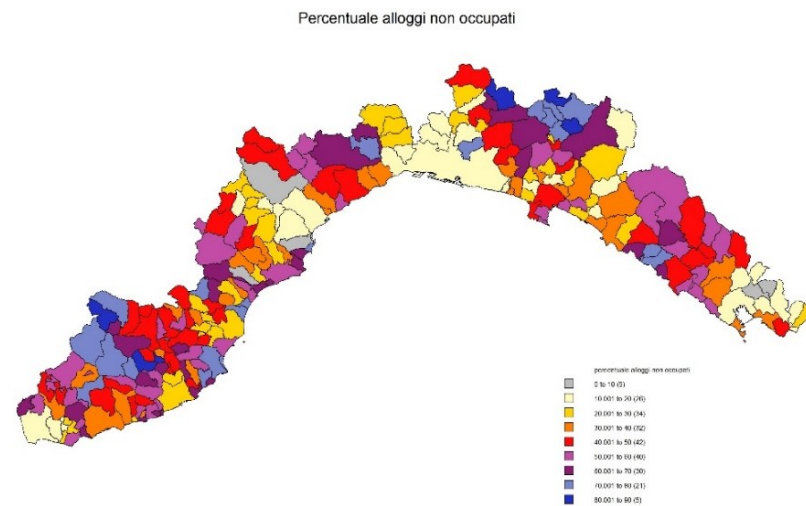 Percentuale alloggi non occupati
percentuale alloggi non occupati
0 to 10 (5)
10.001 to 20 (26)
20.001 to 30 (34)
30.001 to 40 (32)
40.001 to 50 (42)
50.001 to 60 (40)
60.001 to 70 (30)
70.001 to 80 (21)
80.001 to 90 (5)